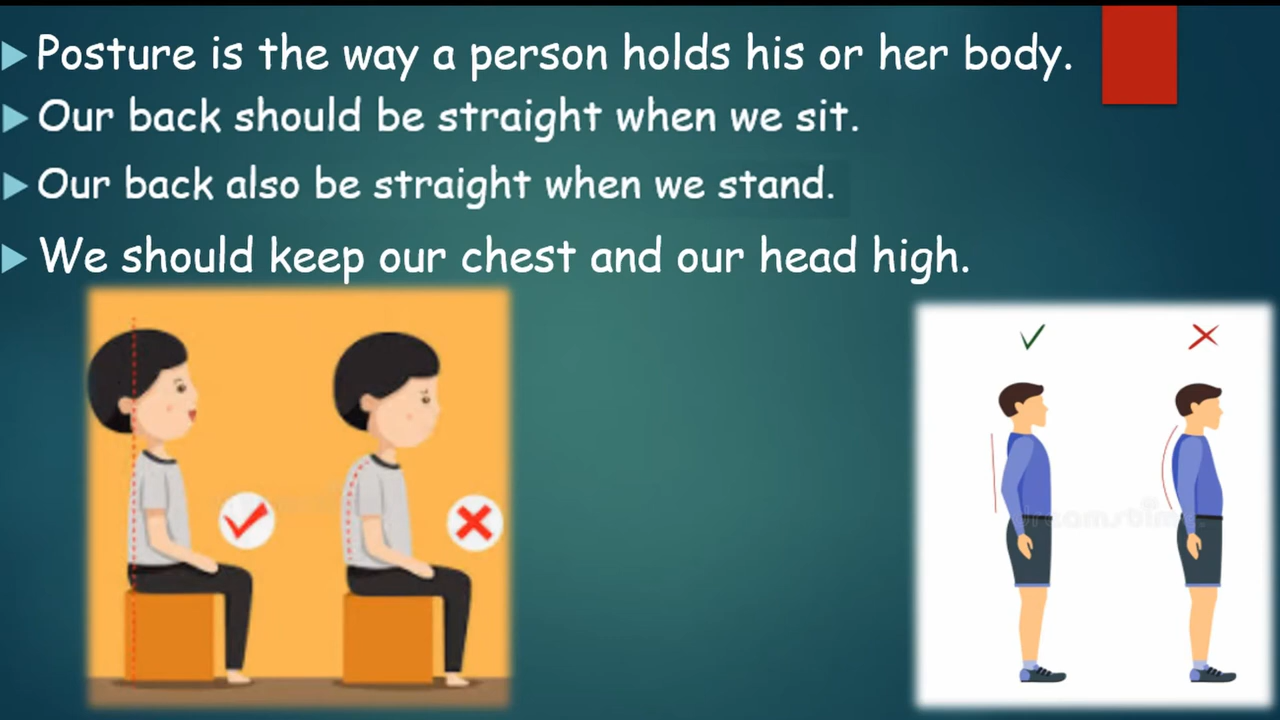 Posture is the way a person holds his or her body.
Our back should be straight when we sit.
Our back also be straight when we stand.
We should keep our chest and our head high.
dreamstime